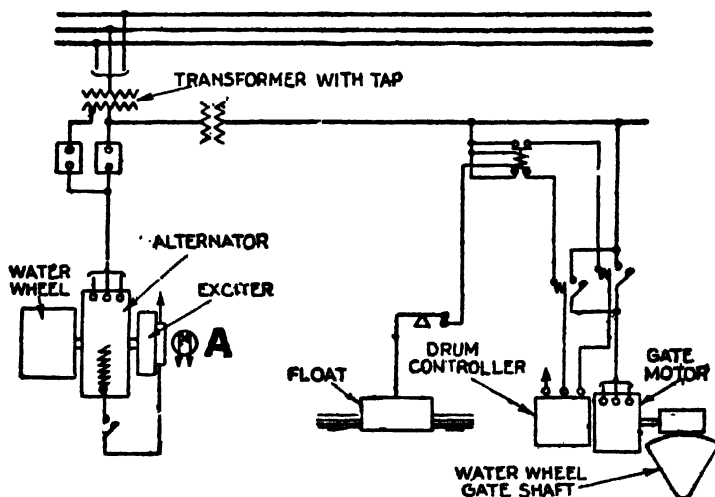 TRANSFORMER WITH TAP
ALTERNATOR
WATER
WHEEL
EXCITER
M A
FLOAT
DRUM
CONTROLLER
GATE
MOTOR
WATER WHEEL
GATE SHAFT